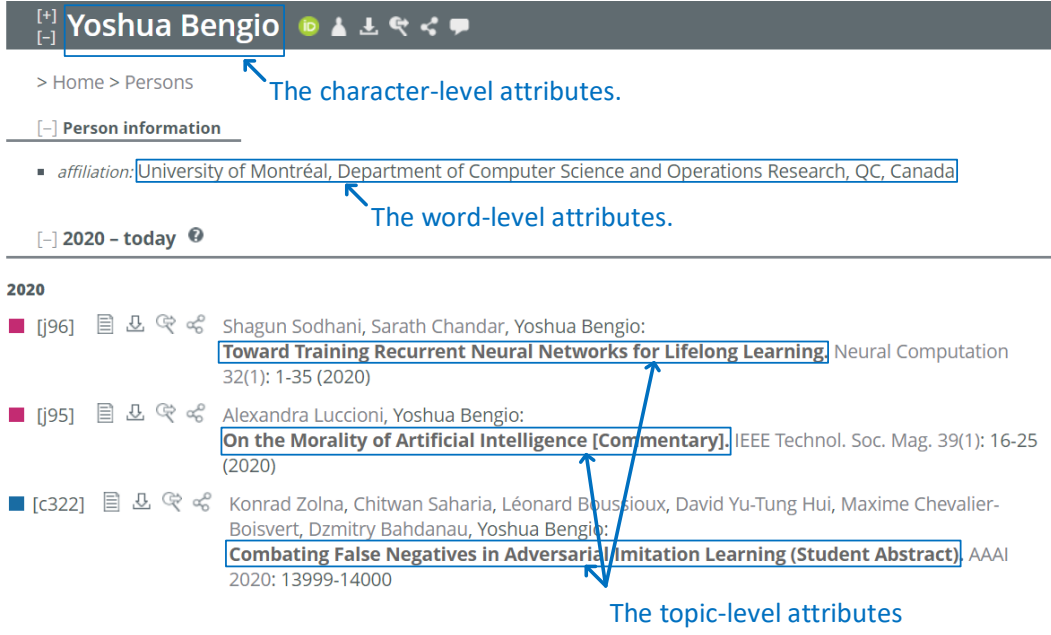 [+]
[-] Yoshua Bengio
> Home > Persons
The character-level attributes.
[–] Person information
affiliation: University of Montréal, Department of Computer Science and Operations Research, QC, Canada
The word-level attributes.
[–] 2020 – today ?
2020
[j96] Shagun Sodhani, Sarath Chandar, Yoshua Bengio:
Toward Training Recurrent Neural Networks for Lifelong Learning. Neural Computation
32(1): 1-35 (2020)
[j95] Alexandra Luccioni, Yoshua Bengio:
On the Morality of Artificial Intelligence [Commentary]. IEEE Technol. Soc. Mag. 39(1): 16-25
(2020)
[c322] Konrad Zolna, Chitwan Saharia, Léonard Boussioux, David Yu-Tung Hui, Maxime Chevalier-
Boisvert, Dzmitry Bahdanau, Yoshua Bengio:
Combating False Negatives in Adversarial Imitation Learning (Student Abstract). AAAI
2020: 13999-14000
The topic-level attributes